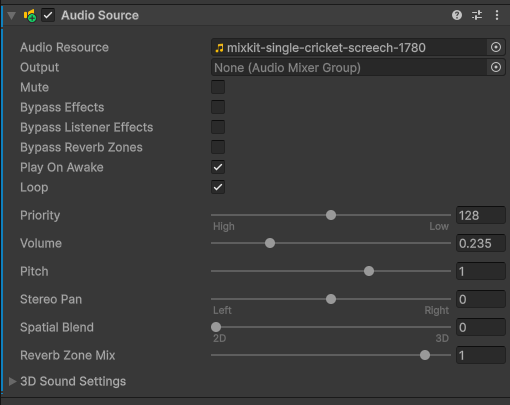 Audio Source
Audio Resource mixkit-single-cricket-screech-1780
Output None (Audio Mixer Group)
Mute
Bypass Effects
Bypass Listener Effects
Bypass Reverb Zones
Play On Awake
Loop
Priority 128
High Low
Volume 0.235
Pitch 1
Stereo Pan 0
Left Right
Spatial Blend 0
2D 3D
Reverb Zone Mix 1
3D Sound Settings